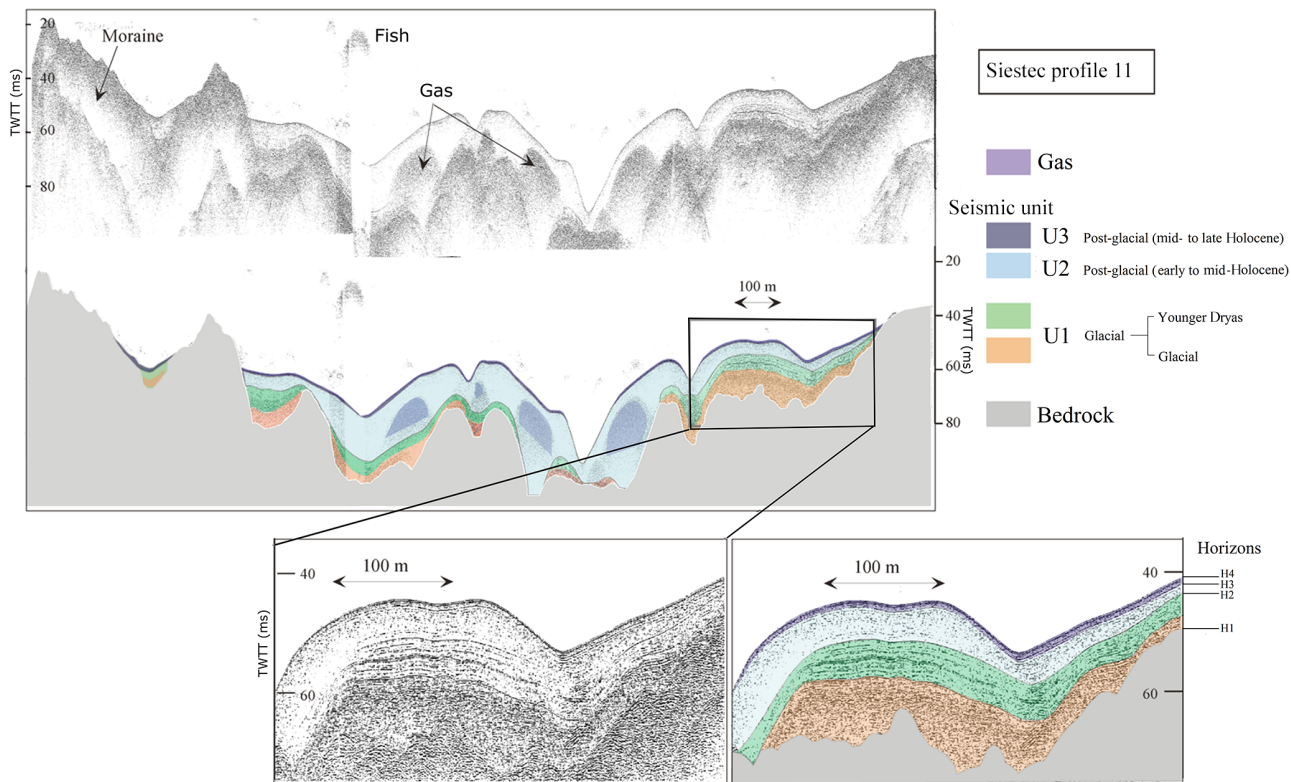 20
Moraine
Fish
Siestec profile 11
40
TWTT (ms)
Gas
60
80
Gas
Seismic unit
U3 Post-glacial (mid- to late Holocene)
U2 Post-glacial (early to mid-Holocene)
20
100 m
40
TWTT (ms)
60
80
Younger Dryas
U1 Glacial
Glacial
Bedrock
Horizons
100 m
40
TWTT (ms)
60
100 m
40
60
H4
H3
H2
H1